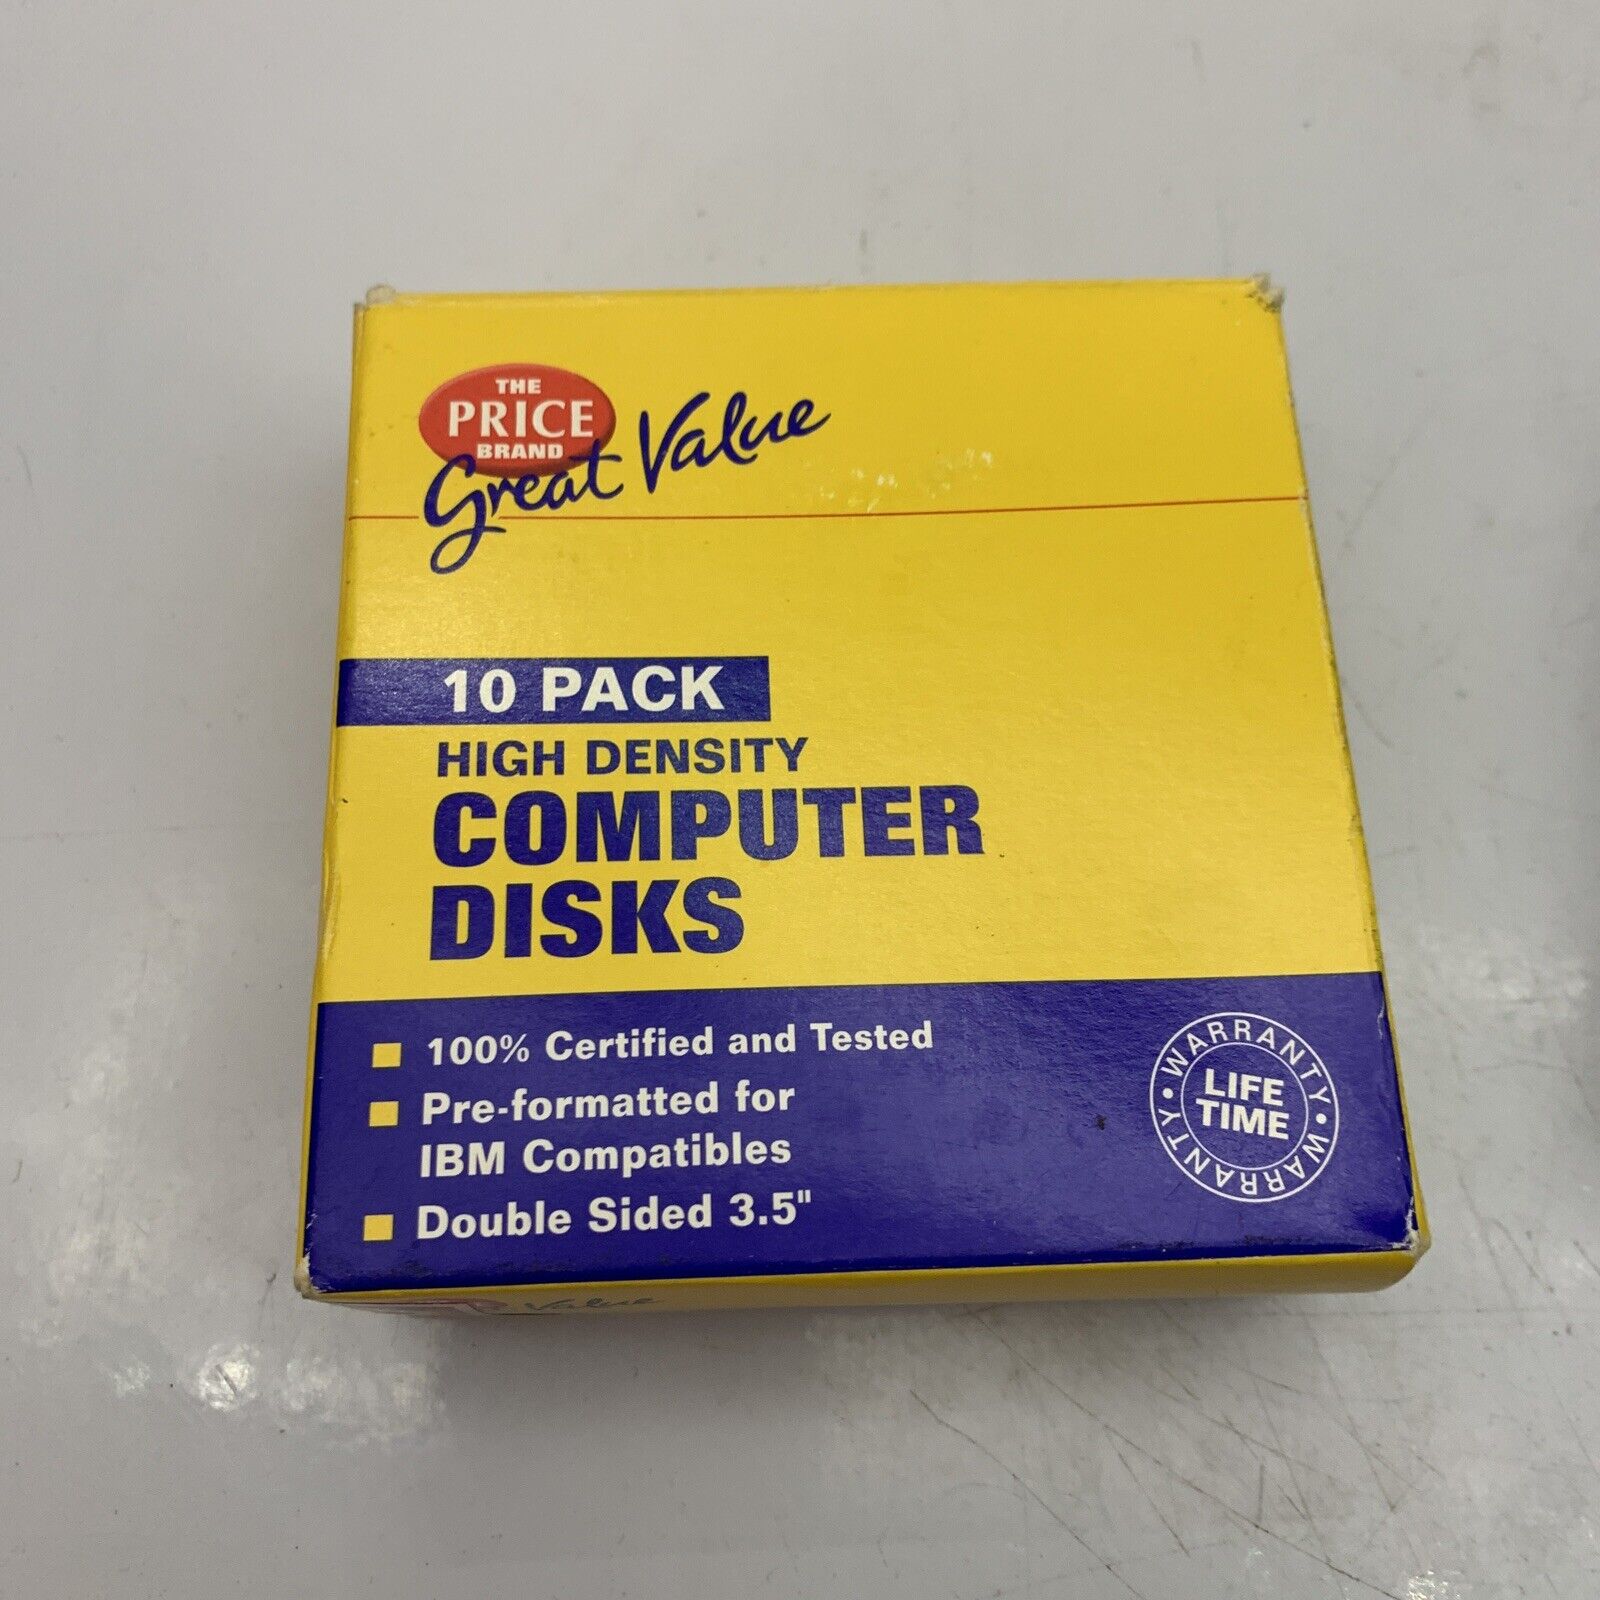 THE
PRICE
BRAND
Great Value
10 PACK
HIGH DENSITY
COMPUTER
DISKS
100% Certified and Tested
Pre-formatted for
IBM Compatibles
Double Sided 3.5"
WARRANTY • WARRANTY •
LIFE
TIME
Value